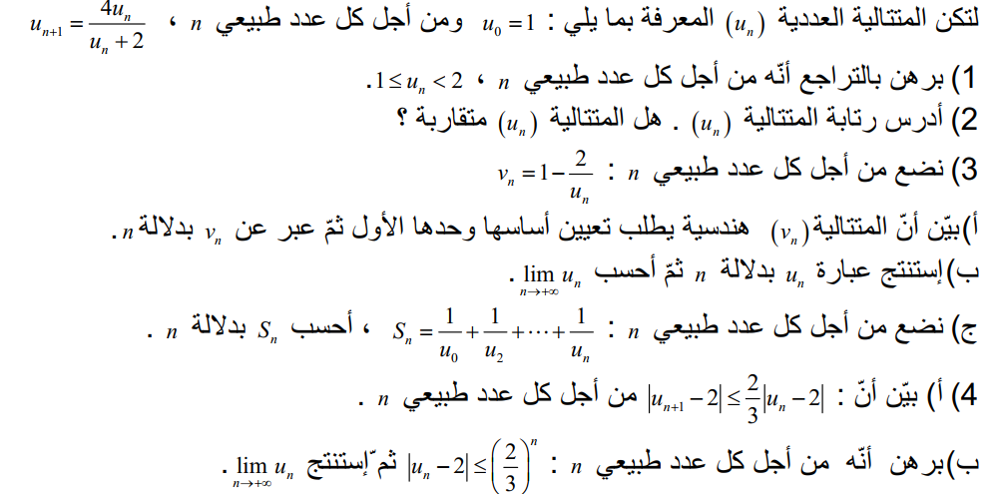 لتكن المتتالية العددية $(u_n)$ المعرفة بما يلي : $u_0 = 1$ ومن أجل كل عدد طبيعي $n$ ، $u_{n+1} = \frac{4u_n}{u_n + 2}$
1) برهن بالتراجع أنّه من أجل كل عدد طبيعي $n$ ، $1 \le u_n < 2$.
2) أدرس رتابة المتتالية $(u_n)$ . هل المتتالية $(u_n)$ متقاربة ؟
3) نضع من أجل كل عدد طبيعي $n$ : $v_n = 1 - \frac{2}{u_n}$
أ)بيّن أنّ المتتالية $(v_n)$ هندسية يطلب تعيين أساسها وحدها الأول ثمّ عبر عن $v_n$ بدلالة $n$.
ب)إستنتج عبارة $u_n$ بدلالة $n$ ثمّ أحسب $\lim_{n \to +\infty} u_n$ .
ج) نضع من أجل كل عدد طبيعي $n$ : $S_n = \frac{1}{u_0} + \frac{1}{u_2} + \cdots + \frac{1}{u_n}$ ، أحسب $S_n$ بدلالة $n$ .
4) أ) بيّن أنّ : $|u_{n+1} - 2| \le \frac{2}{3}|u_n - 2|$ من أجل كل عدد طبيعي $n$ .
ب)برهن أنّه من أجل كل عدد طبيعي $n$ : $|u_n - 2| \le \left(\frac{2}{3}\right)^n$ ثمّ إستنتج $\lim_{n \to +\infty} u_n$ .